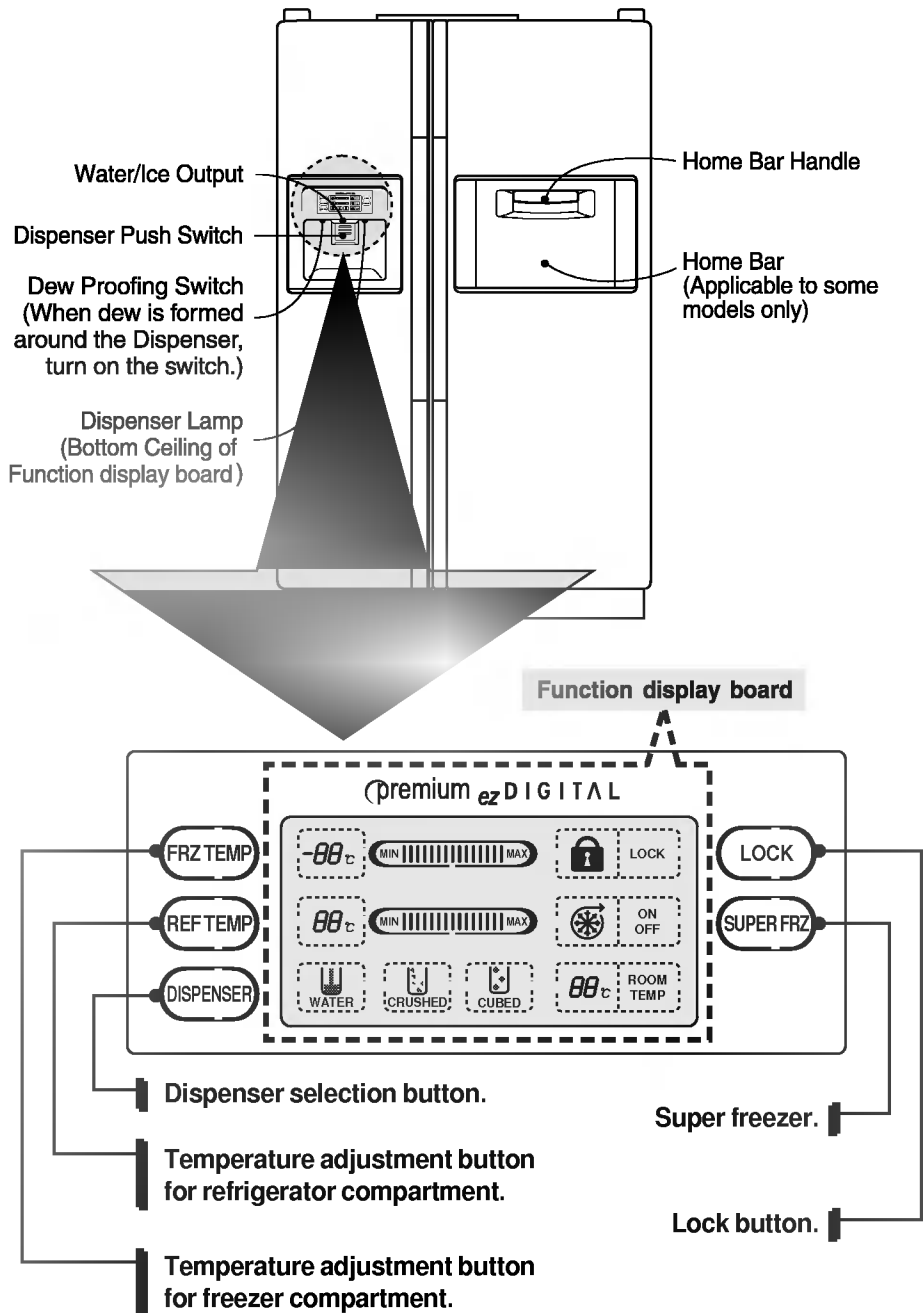 Water/Ice Output
Dispenser Push Switch
Dew Proofing Switch
(When dew is formed
around the Dispenser,
turn on the switch.)
Dispenser Lamp
(Bottom Ceiling of
Function display board)
Home Bar Handle
Home Bar
(Applicable to some
models only)
Function display board
premium ez DIGITAL
FRZ TEMP
-88 °C
MIN MAX
LOCK
LOCK
REF TEMP
88 °C
MIN MAX
ON
OFF
SUPER FRZ
DISPENSER
WATER
CRUSHED
CUBED
88 °C
ROOM
TEMP
Dispenser selection button.
Super freezer.
Temperature adjustment button
for refrigerator compartment.
Lock button.
Temperature adjustment button
for freezer compartment.